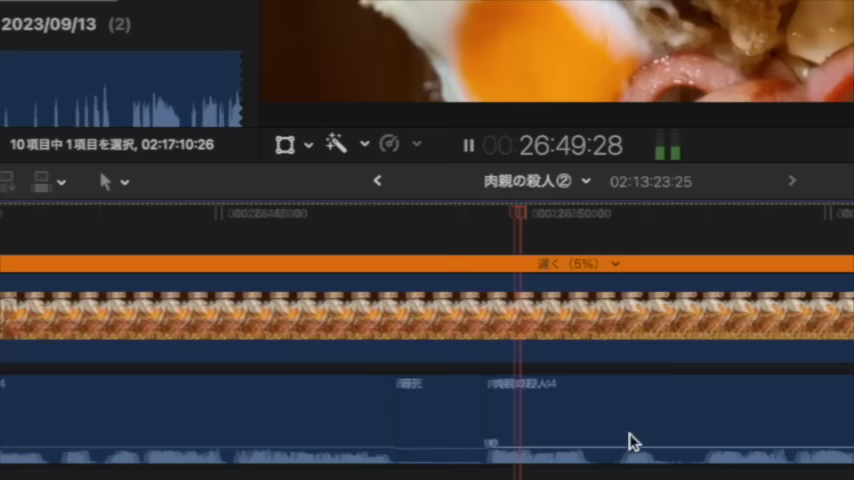 2023/09/13 (2)
10項目中1項目を選択, 02:17:10:26
00:26:49:28
肉親の殺人② 02:13:23:25
遅く (5%)
肉親の殺人4